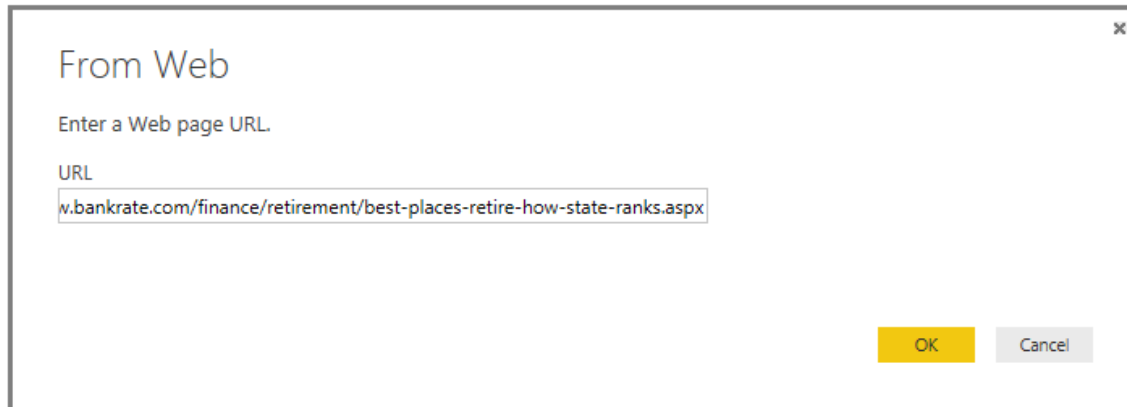 From Web
Enter a Web page URL.
URL
w.bankrate.com/finance/retirement/best-places-retire-how-state-ranks.aspx
OK Cancel